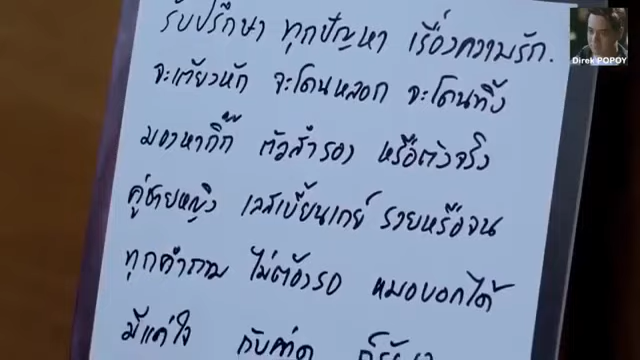 รับปรึกษา ทุกปัญหา เรื่องความรัก.
Direk POPOY
จะเตียงหัก จะโดนหลอก จะโดนทิ้ง
มองหากิ๊ก ตัวสำรอง หรือตัวจริง
คู่ชายหญิง เลสเบี้ยนเกย์ รวยหรือจน
ทุกคำถาม ไม่ต้องรอ หมอบอกได้
มีแค่ใจ กับ